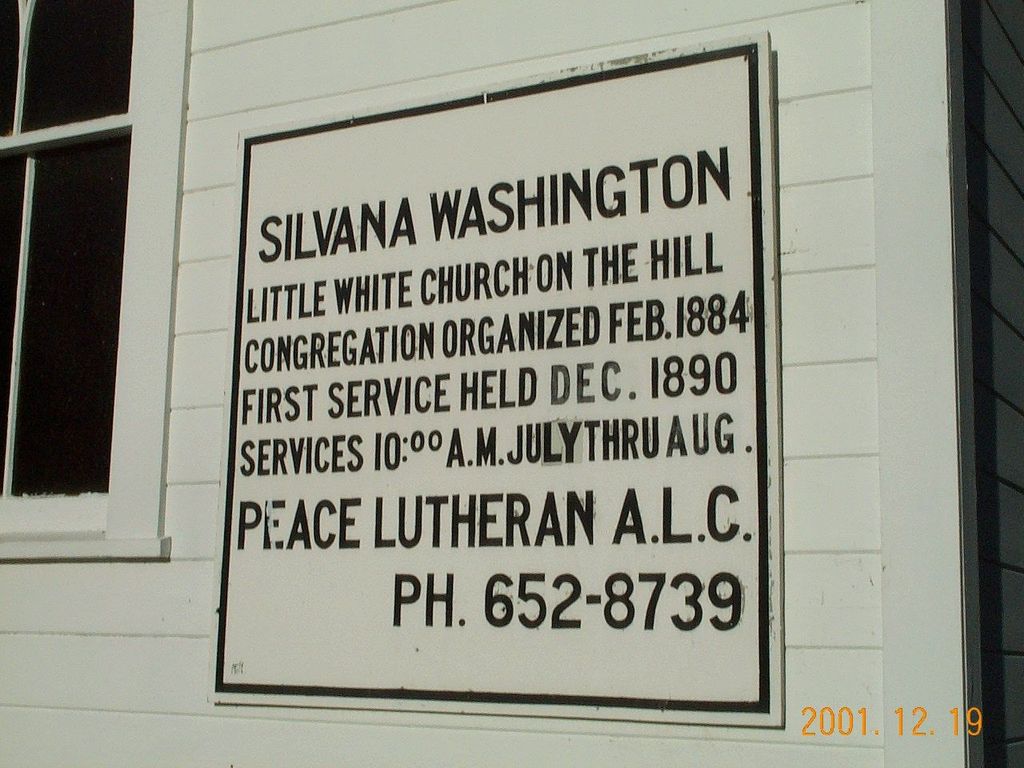 SILVANA WASHINGTON
LITTLE WHITE CHURCH ON THE HILL
CONGREGATION ORGANIZED FEB. 1884
FIRST SERVICE HELD DEC. 1890
SERVICES 10:00 A.M. JULY THRU AUG.
PEACE LUTHERAN A.L.C.
PH. 652-8739
2001.12.19